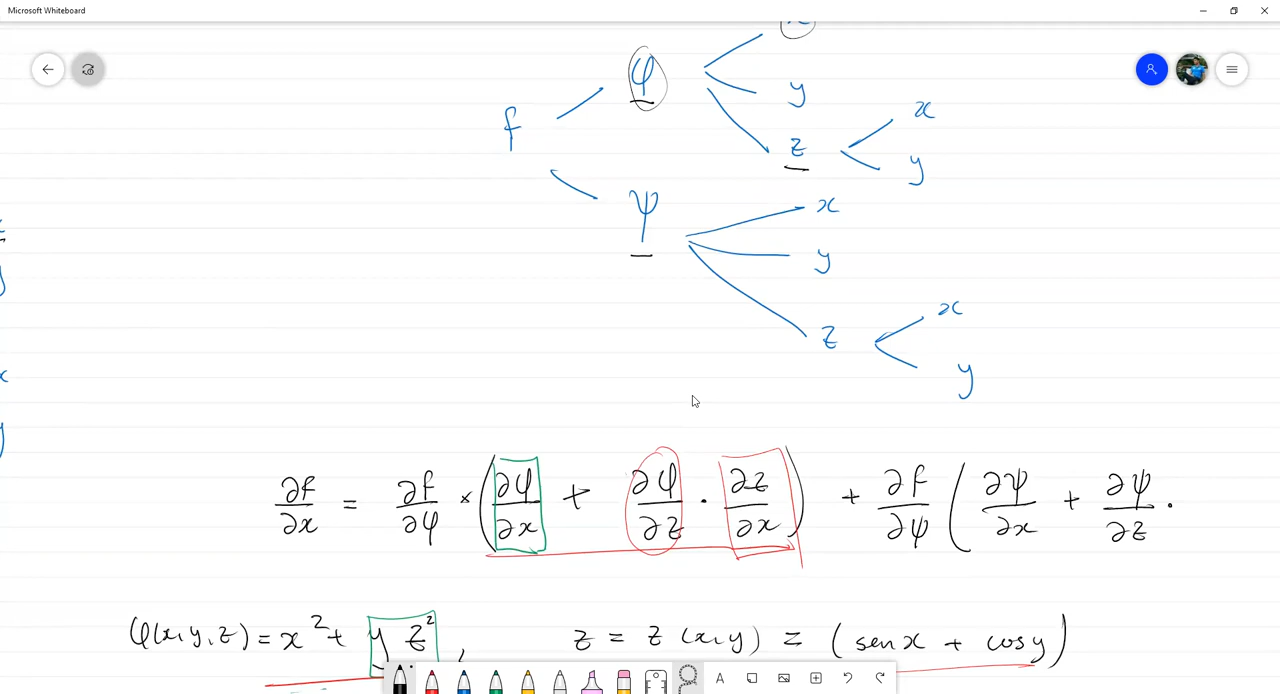 Microsoft Whiteboard
φ
y
x
f
z
y
ψ
x
y
x
z
y
∂f/∂x = ∂f/∂φ × (∂φ/∂x + ∂φ/∂z · ∂z/∂x) + ∂f/∂ψ (∂ψ/∂x + ∂ψ/∂z ·
φ(x,y,z) = x² + y z² , z = z(x,y) = (sen x + cos y)
A